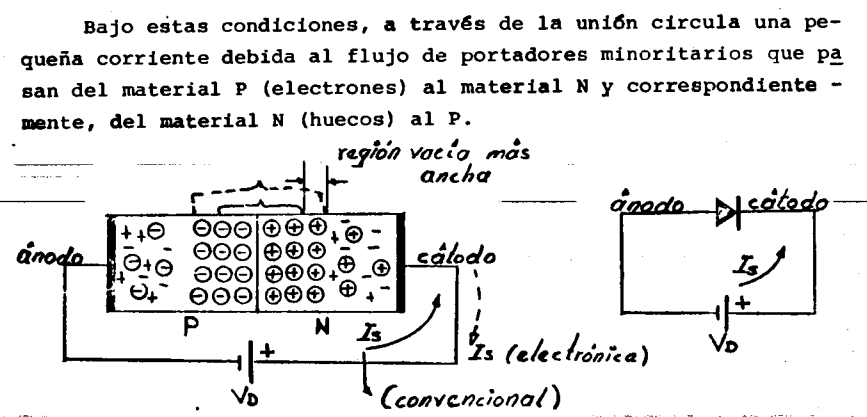 Bajo estas condiciones, a través de la unión circula una pe-
queña corriente debida al flujo de portadores minoritarios que pa
san del material P (electrones) al material N y correspondiente -
mente, del material N (huecos) al P.
región vacía más
ancha
ánodo
cátodo
P
N
Is
Is (electrónica)
(convencional)
+
VD
ánodo
cátodo
Is
+
VD